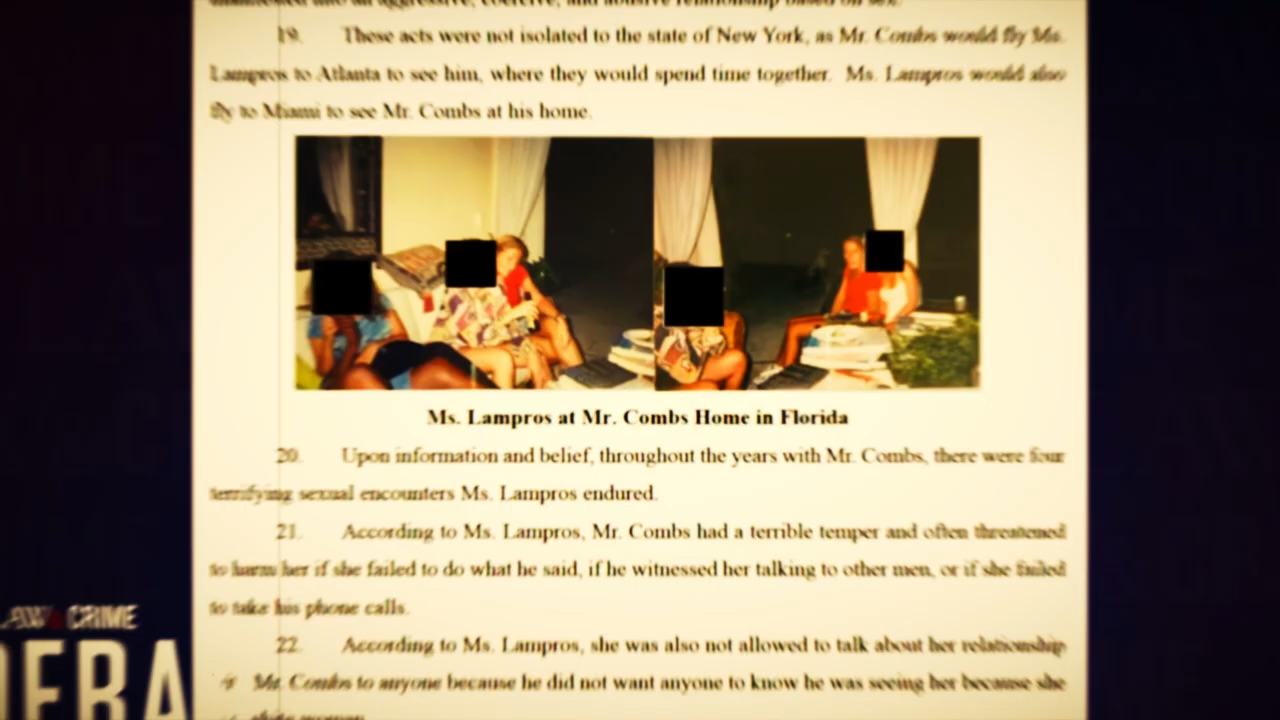 19. These acts were not isolated to the state of New York, as Mr. Combs would fly Ms.
Lampros to Atlanta to see him, where they would spend time together. Ms. Lampros would also
fly to Miami to see Mr. Combs at his home.
Ms. Lampros at Mr. Combs Home in Florida
20. Upon information and belief, throughout the years with Mr. Combs, there were four
terrifying sexual encounters Ms. Lampros endured.
21. According to Ms. Lampros, Mr. Combs had a terrible temper and often threatened
to harm her if she failed to do what he said, if he witnessed her talking to other men, or if she failed
to take his phone calls.
22. According to Ms. Lampros, she was also not allowed to talk about her relationship
Mr. Combs to anyone because he did not want anyone to know he was seeing her because she
LAW CRIME